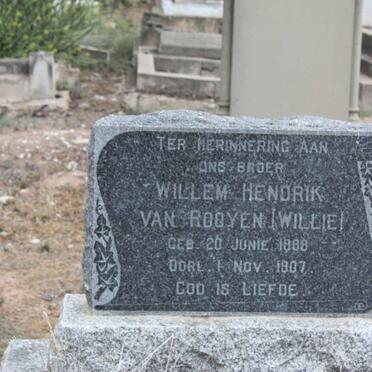 TER HERINNERING AAN
ONS BROER
WILLEM HENDRIK
VAN ROOYEN (WILLIE)
GEB. 20 JUNIE 1888
OORL. 1 NOV. 1907.
GOD IS LIEFDE.